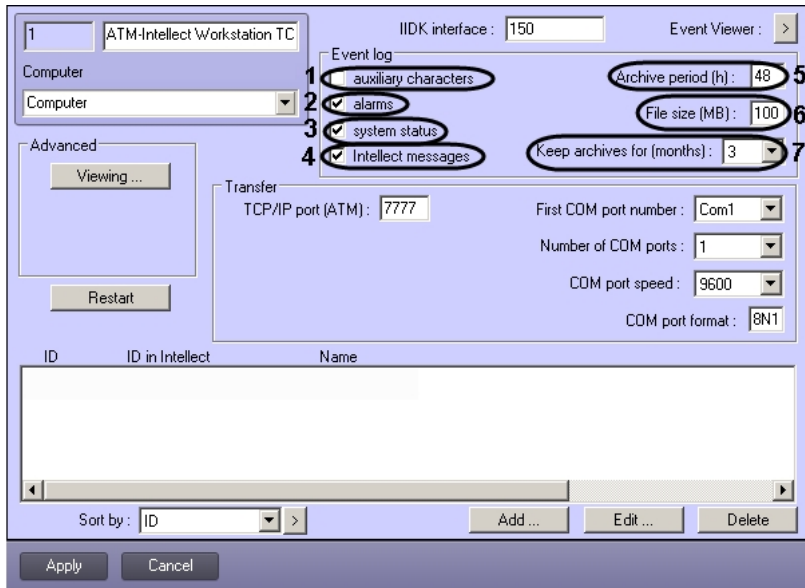 1 ATM-Intellect Workstation TC IIDK interface : 150 Event Viewer : >
Computer
Computer
Event log
1 auxiliary characters
2 alarms
3 system status
4 Intellect messages
Archive period (h) : 48 5
File size (MB) : 100 6
Keep archives for (months) : 3 7
Advanced
Viewing ...
Restart
Transfer
TCP/IP port (ATM) : 7777
First COM port number : Com1
Number of COM ports : 1
COM port speed : 9600
COM port format : 8N1
ID ID in Intellect Name
Sort by : ID > Add ... Edit ... Delete
Apply Cancel